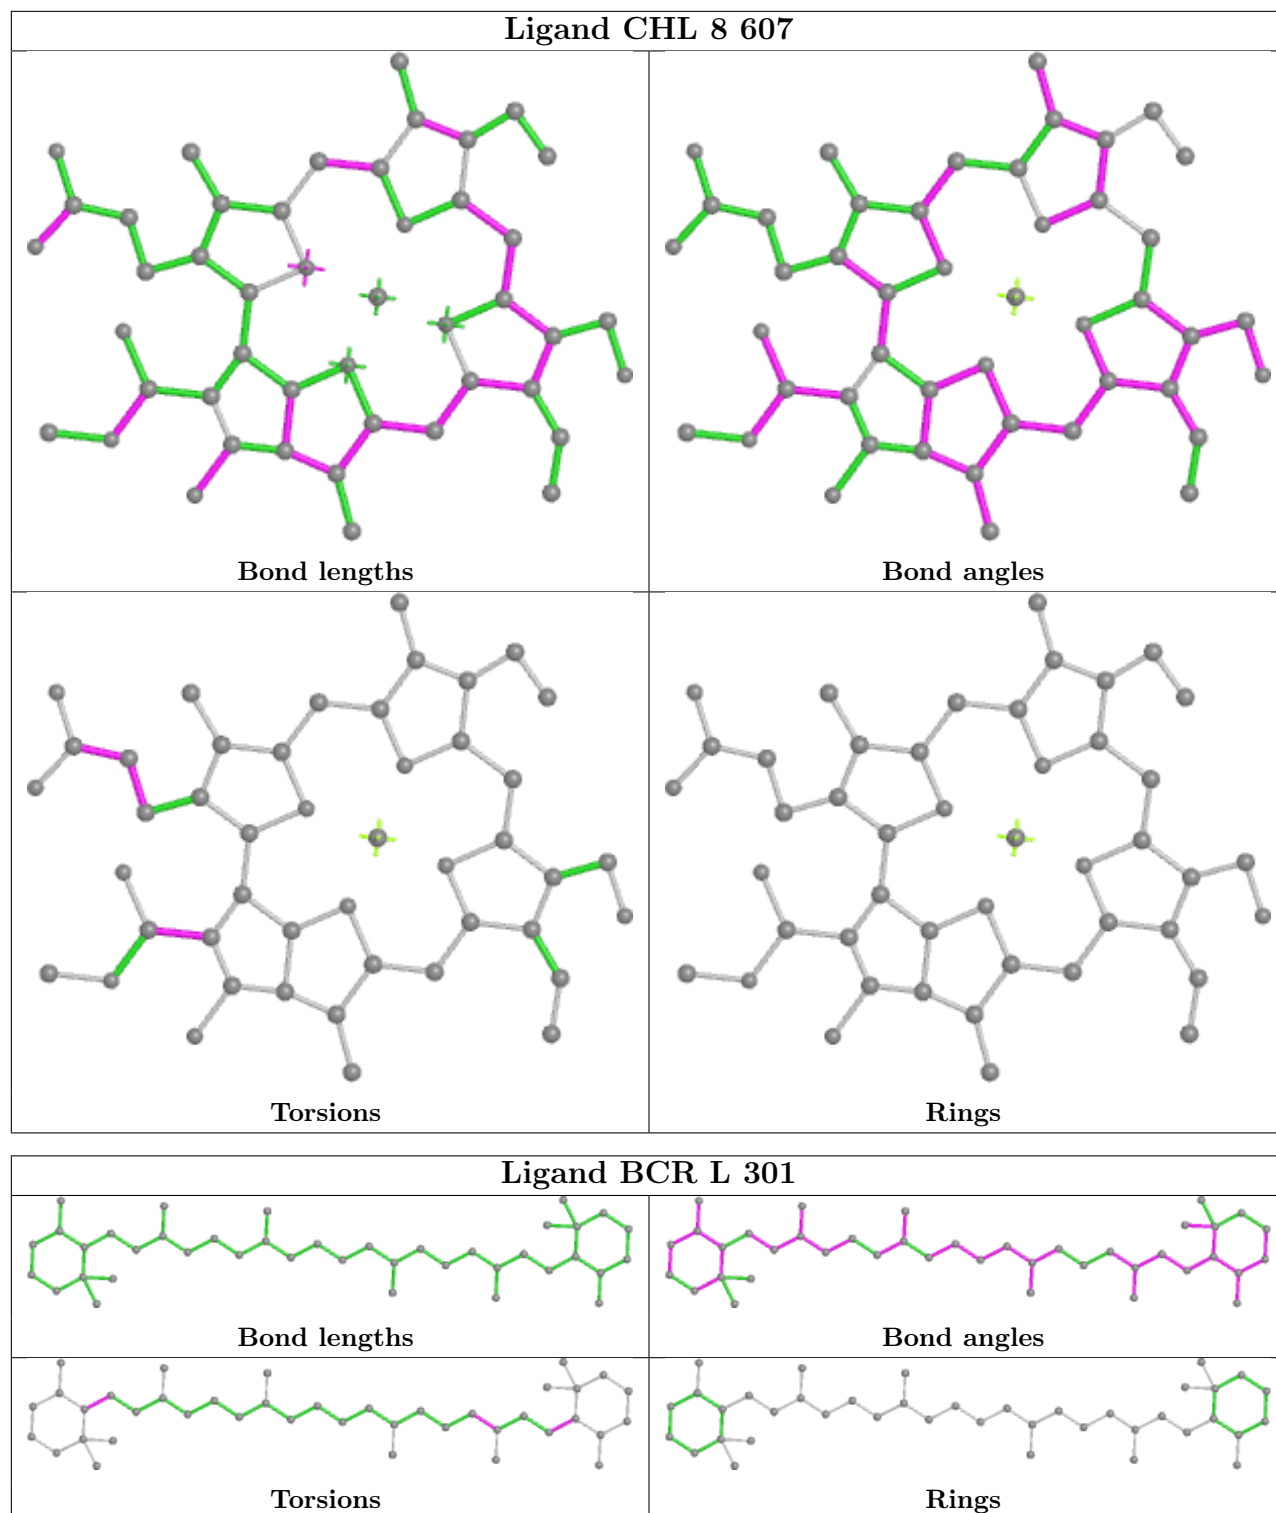 Ligand CHL 8 607
Bond lengths
Bond angles
Torsions
Rings
Ligand BCR L 301
Bond lengths
Bond angles
Torsions
Rings